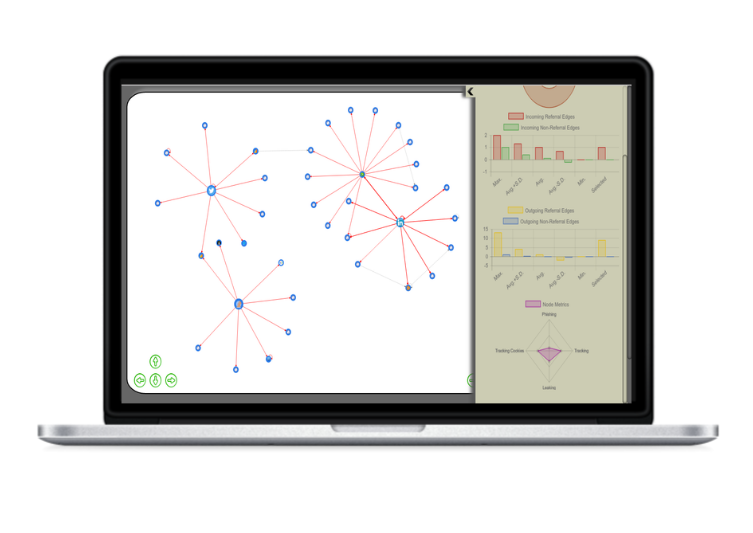 Incoming Referral Edges
Incoming Non-Referral Edges
2
1
0
-1
Max
Avg +S.D.
Avg
Avg -S.D.
Min
Selected
Outgoing Referral Edges
Outgoing Non-Referral Edges
15
10
5
0
-5
Max
Avg +S.D.
Avg
Avg -S.D.
Min
Selected
Node Metrics
Phishing
Tracking Cookies
Tracking
Leaking